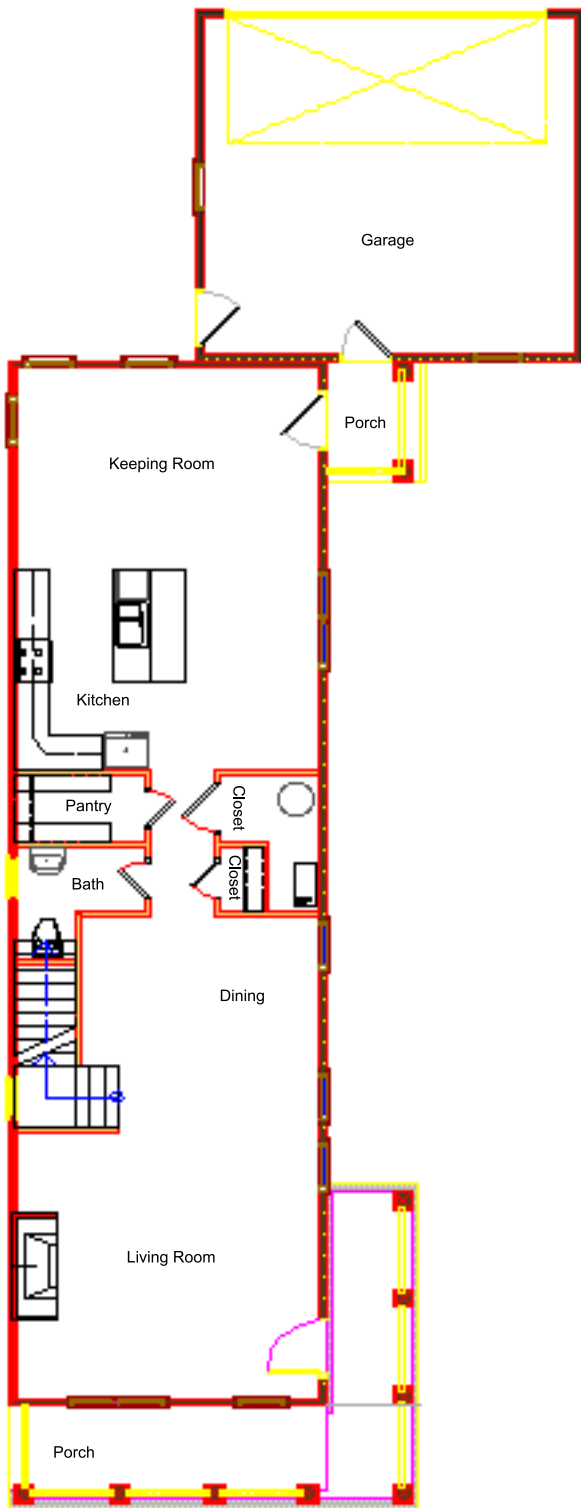 Garage
Porch
Keeping Room
Kitchen
Pantry
Closet
Closet
Bath
Dining
Living Room
Porch